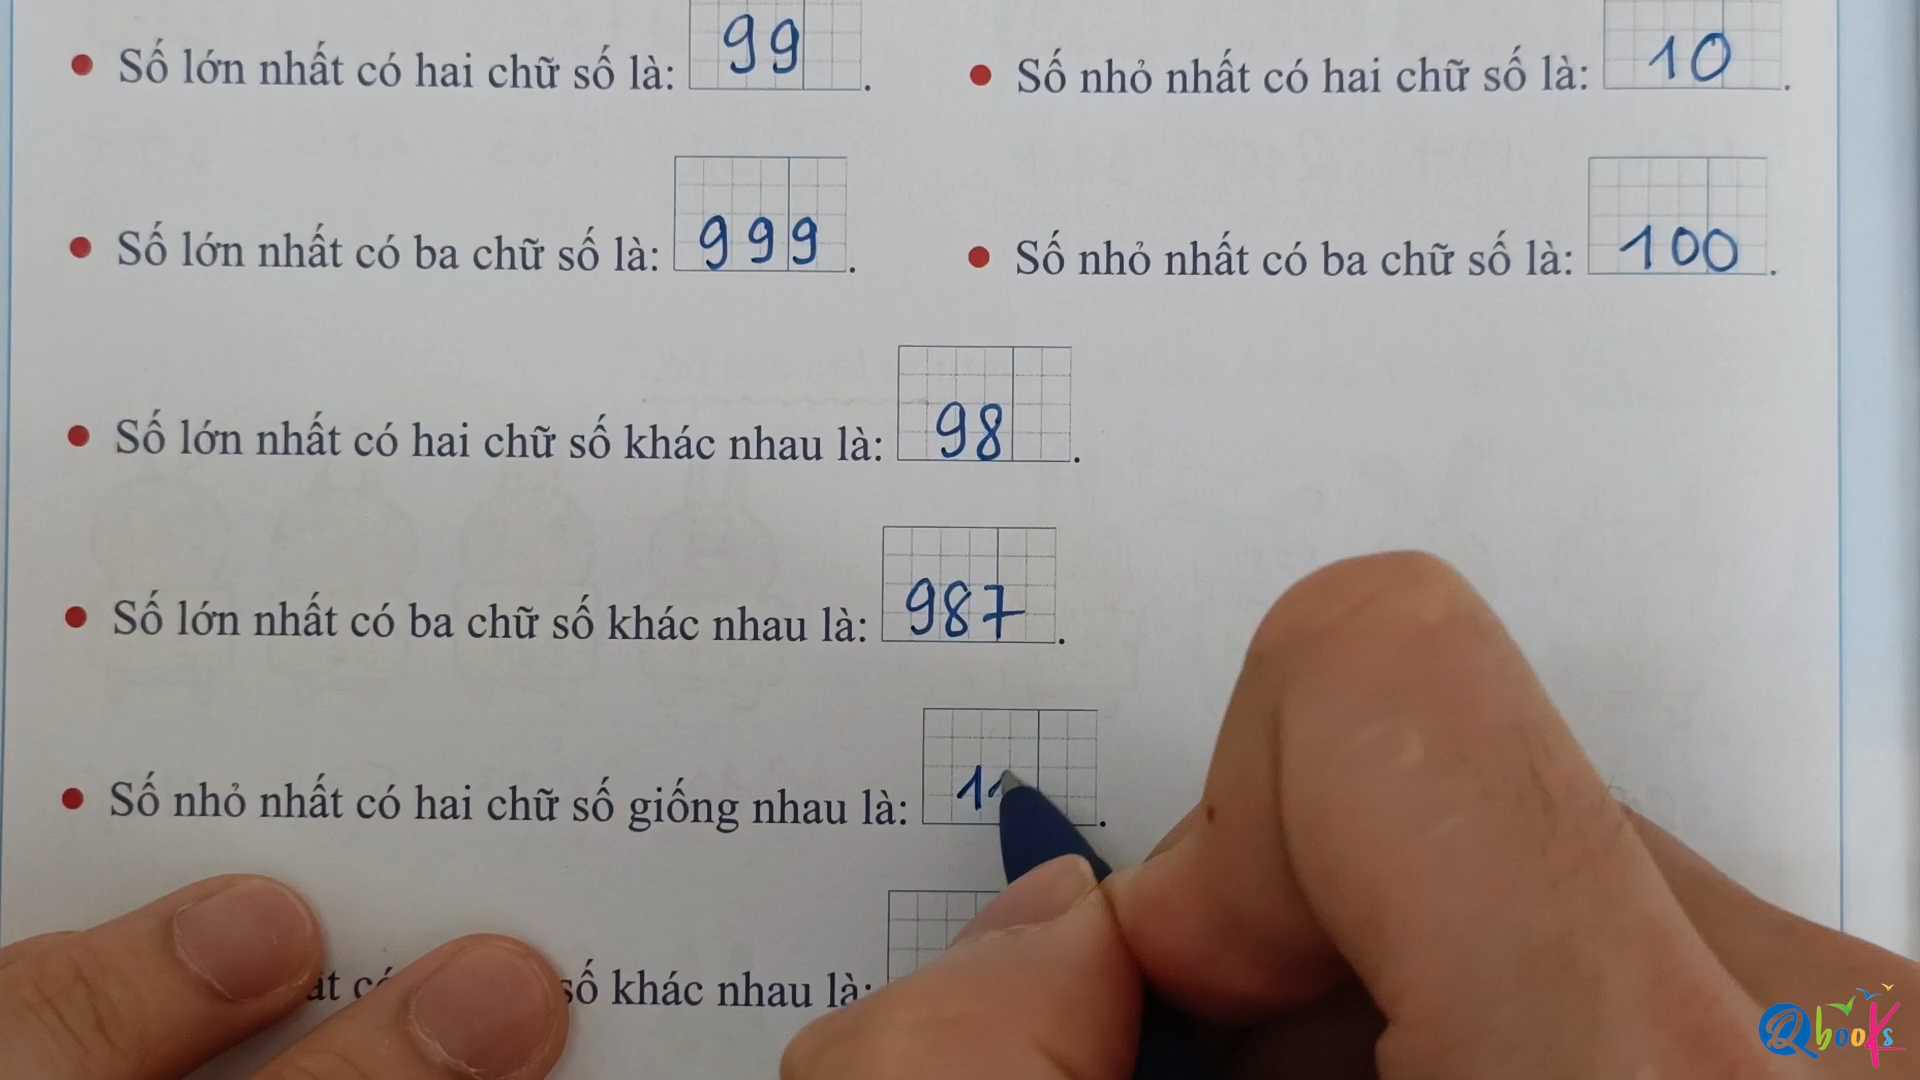 • Số lớn nhất có hai chữ số là: 99. • Số nhỏ nhất có hai chữ số là: 10.
• Số lớn nhất có ba chữ số là: 999. • Số nhỏ nhất có ba chữ số là: 100.
• Số lớn nhất có hai chữ số khác nhau là: 98.
• Số lớn nhất có ba chữ số khác nhau là: 987.
• Số nhỏ nhất có hai chữ số giống nhau là: 11.
số khác nhau là:
Qbooks